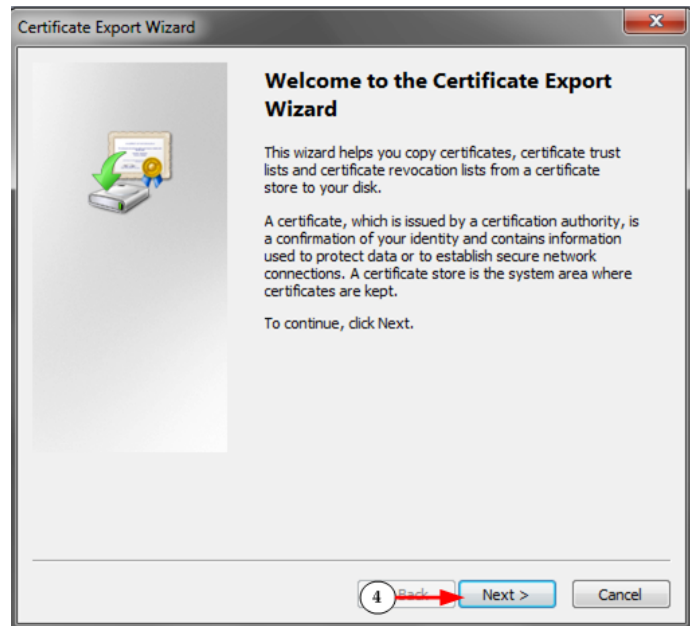 Certificate Export Wizard
Welcome to the Certificate Export
Wizard
This wizard helps you copy certificates, certificate trust
lists and certificate revocation lists from a certificate
store to your disk.
A certificate, which is issued by a certification authority, is
a confirmation of your identity and contains information
used to protect data or to establish secure network
connections. A certificate store is the system area where
certificates are kept.
To continue, click Next.
4 Back Next > Cancel